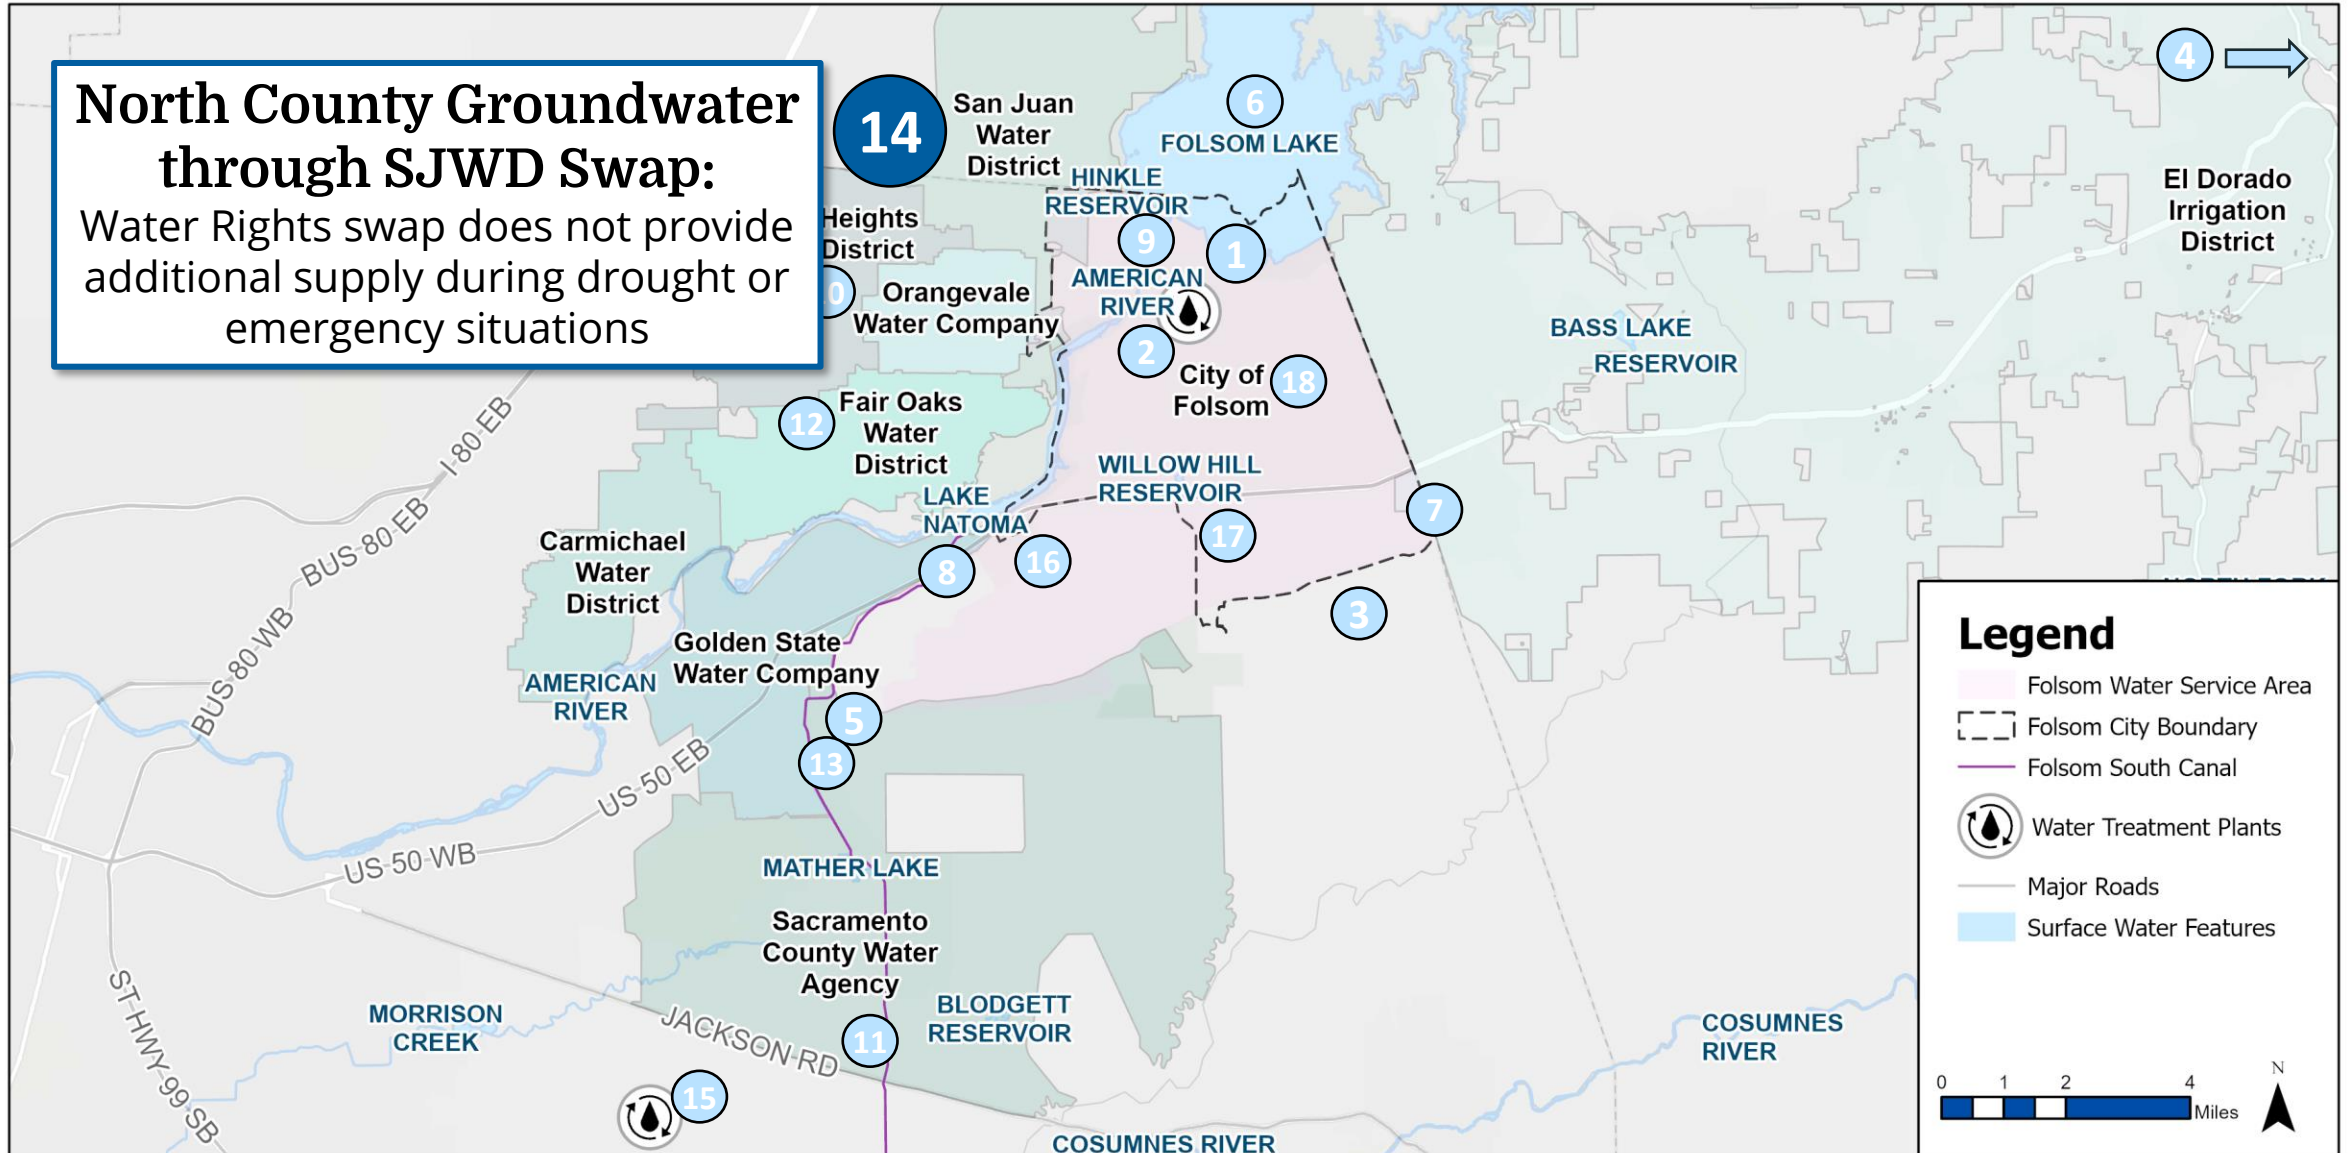 North County Groundwater
through SJWD Swap:
Water Rights swap does not provide
additional supply during drought or
emergency situations
14
San Juan
Water
District
6
FOLSOM LAKE
4
El Dorado
Irrigation
District
HINKLE
RESERVOIR
Heights
District
9
1
AMERICAN
RIVER
0
Orangevale
Water Company
2
City of
Folsom
18
BASS LAKE
RESERVOIR
12
Fair Oaks
Water
District
I 80 EB
WILLOW HILL
RESERVOIR
LAKE
NATOMA
7
17
16
8
BUS 80 EB
Carmichael
Water
District
3
BUS 80 WB
Golden State
Water Company
AMERICAN
RIVER
5
13
US 50 EB
US 50 WB
MATHER LAKE
Sacramento
County Water
Agency
MORRISON
CREEK
BLODGETT
RESERVOIR
JACKSON RD
11
15
ST HWY 99 SB
COSUMNES RIVER
COSUMNES
RIVER
NORTH FORK
Legend
Folsom Water Service Area
Folsom City Boundary
Folsom South Canal
Water Treatment Plants
Major Roads
Surface Water Features
0 1 2 4
Miles
N